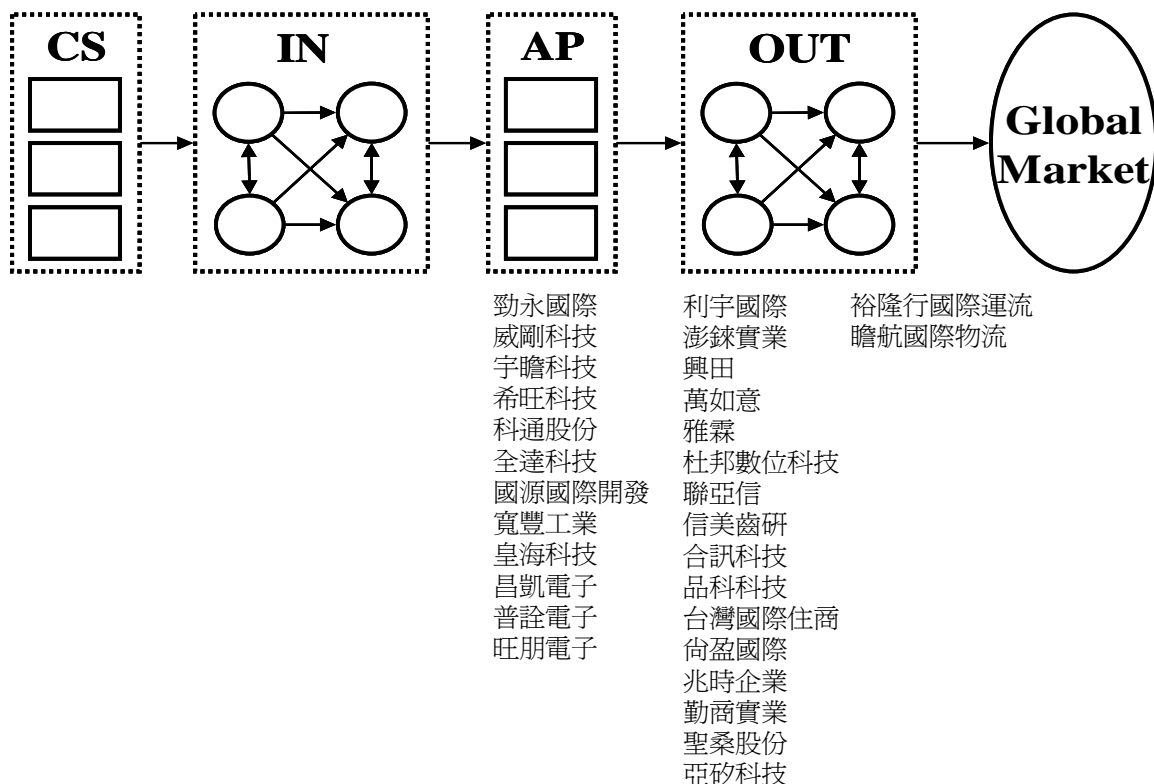 CS
IN
AP
OUT
Global
Market
勁永國際
威剛科技
宇瞻科技
希旺科技
科通股份
全達科技
國源國際開發
寬豐工業
皇海科技
昌凱電子
普詮電子
旺朋電子
利宇國際
澎錸實業
興田
萬如意
雅霖
杜邦數位科技
聯亞信
信美齒研
合訊科技
品科科技
台灣國際住商
尙盈國際
兆時企業
勤商實業
聖桑股份
亞矽科技
裕隆行國際運流
瞻航國際物流